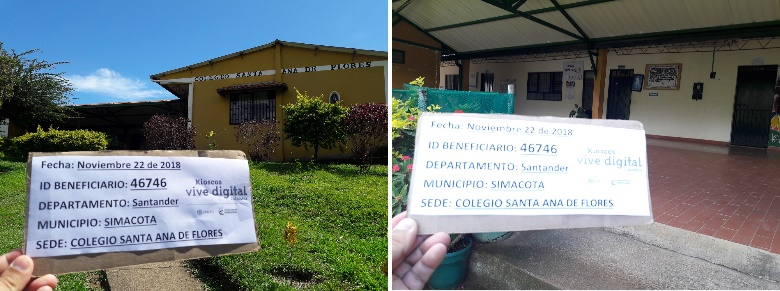 COLEGIO SANTA ANA DE FLORES
Fecha: Noviembre 22 de 2018
ID BENEFICIARIO: 46746
Kioscos
vive digital
DEPARTAMENTO: Santander
MUNICIPIO: SIMACOTA
SEDE: COLEGIO SANTA ANA DE FLORES
Fecha: Noviembre 22 de 2018
ID BENEFICIARIO: 46746
Kioscos
vive digital
DEPARTAMENTO: Santander
MUNICIPIO: SIMACOTA
SEDE: COLEGIO SANTA ANA DE FLORES